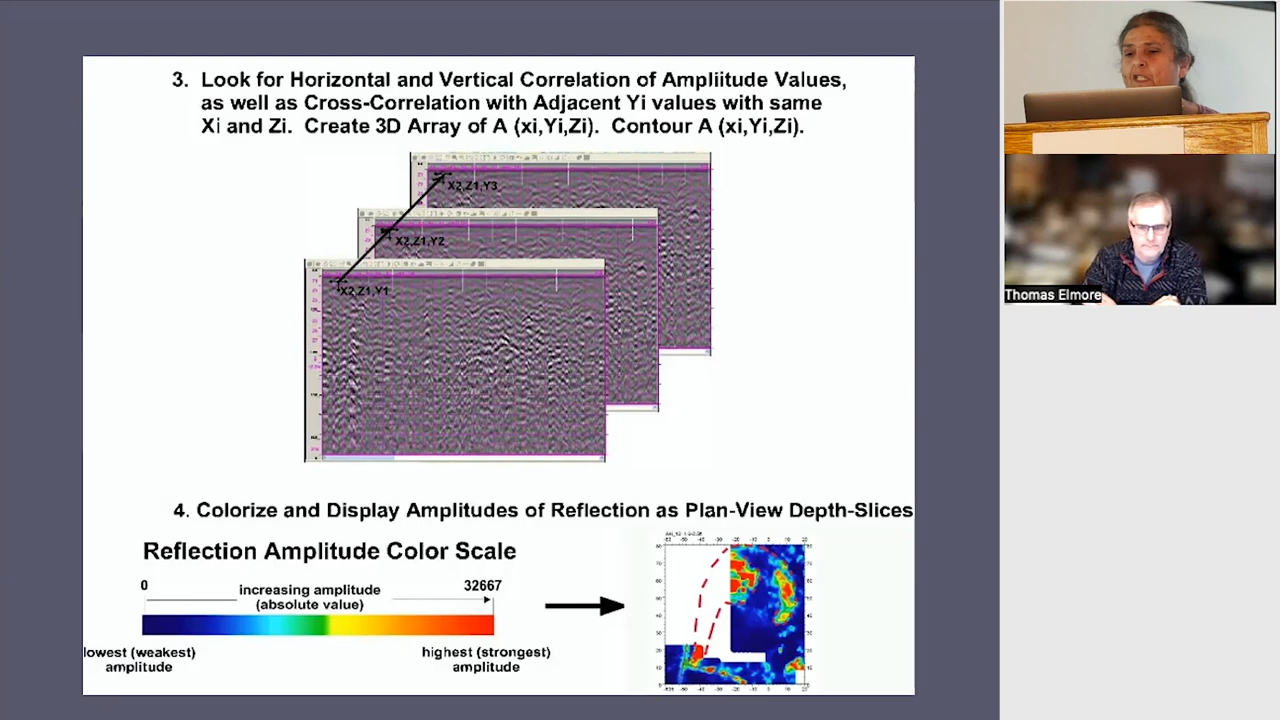 3. Look for Horizontal and Vertical Correlation of Ampliitude Values,
as well as Cross-Correlation with Adjacent Yi values with same
Xi and Zi. Create 3D Array of A (xi,Yi,Zi). Contour A (xi,Yi,Zi).
X2,Z1,Y3
X2,Z1,Y2
X2,Z1,Y1
4. Colorize and Display Amplitudes of Reflection as Plan-View Depth-Slices
Reflection Amplitude Color Scale
0
increasing amplitude
(absolute value)
32667
lowest (weakest)
amplitude
highest (strongest)
amplitude
Thomas Elmore